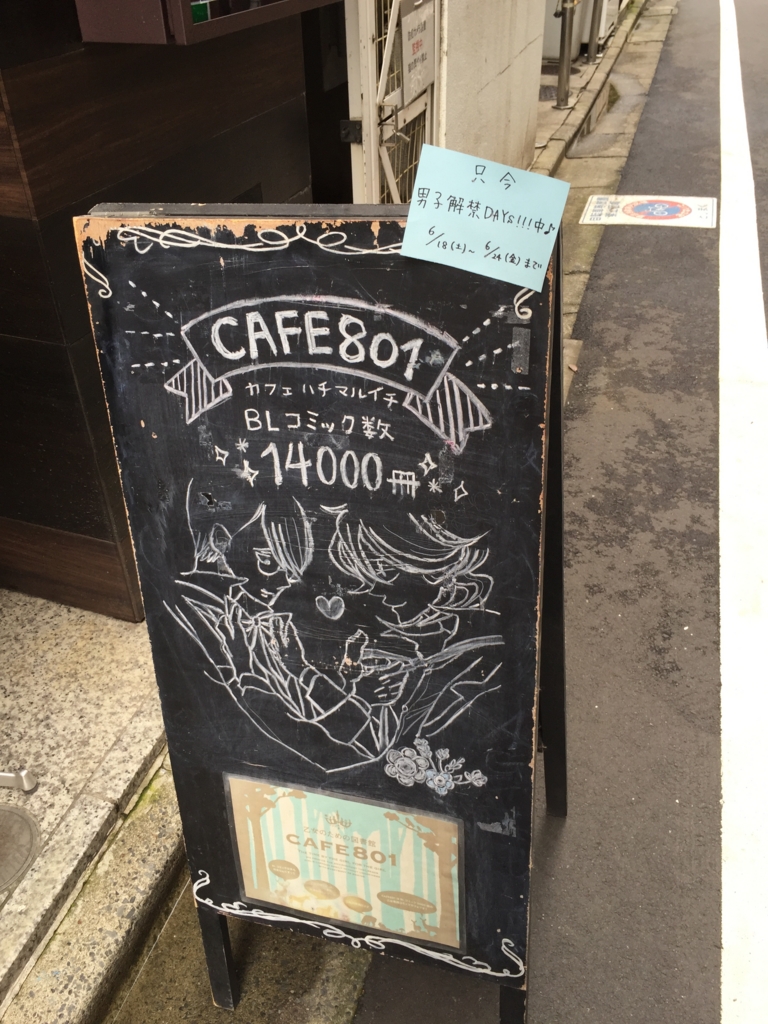 只今
男子解禁DAYS!!!中♪
6/18(土)~ 6/24(金)まで
CAFE801
カフェ ハチマルイチ
BLコミック数
14000冊
CAFE801